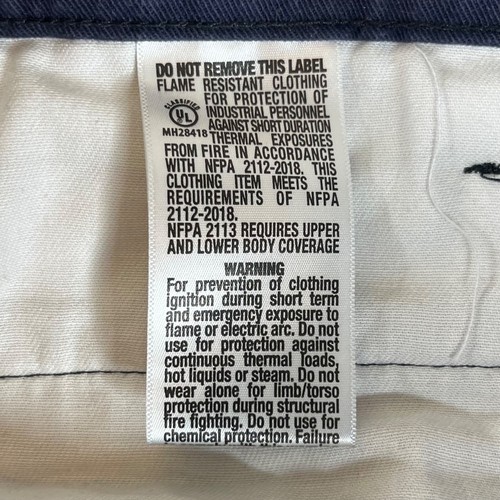 DO NOT REMOVE THIS LABEL
FLAME RESISTANT CLOTHING
FOR PROTECTION OF
INDUSTRIAL PERSONNEL
AGAINST SHORT DURATION
THERMAL EXPOSURES
CLASSIFIED
UL
MH28418
FROM FIRE IN ACCORDANCE
WITH NFPA 2112-2018. THIS
CLOTHING ITEM MEETS THE
REQUIREMENTS OF NFPA
2112-2018.
NFPA 2113 REQUIRES UPPER
AND LOWER BODY COVERAGE
WARNING
For prevention of clothing
ignition during short term
and emergency exposure to
flame or electric arc. Do not
use for protection against
continuous thermal loads,
hot liquids or steam. Do not
wear alone for limb/torso
protection during structural
fire fighting. Do not use for
chemical protection. Failure